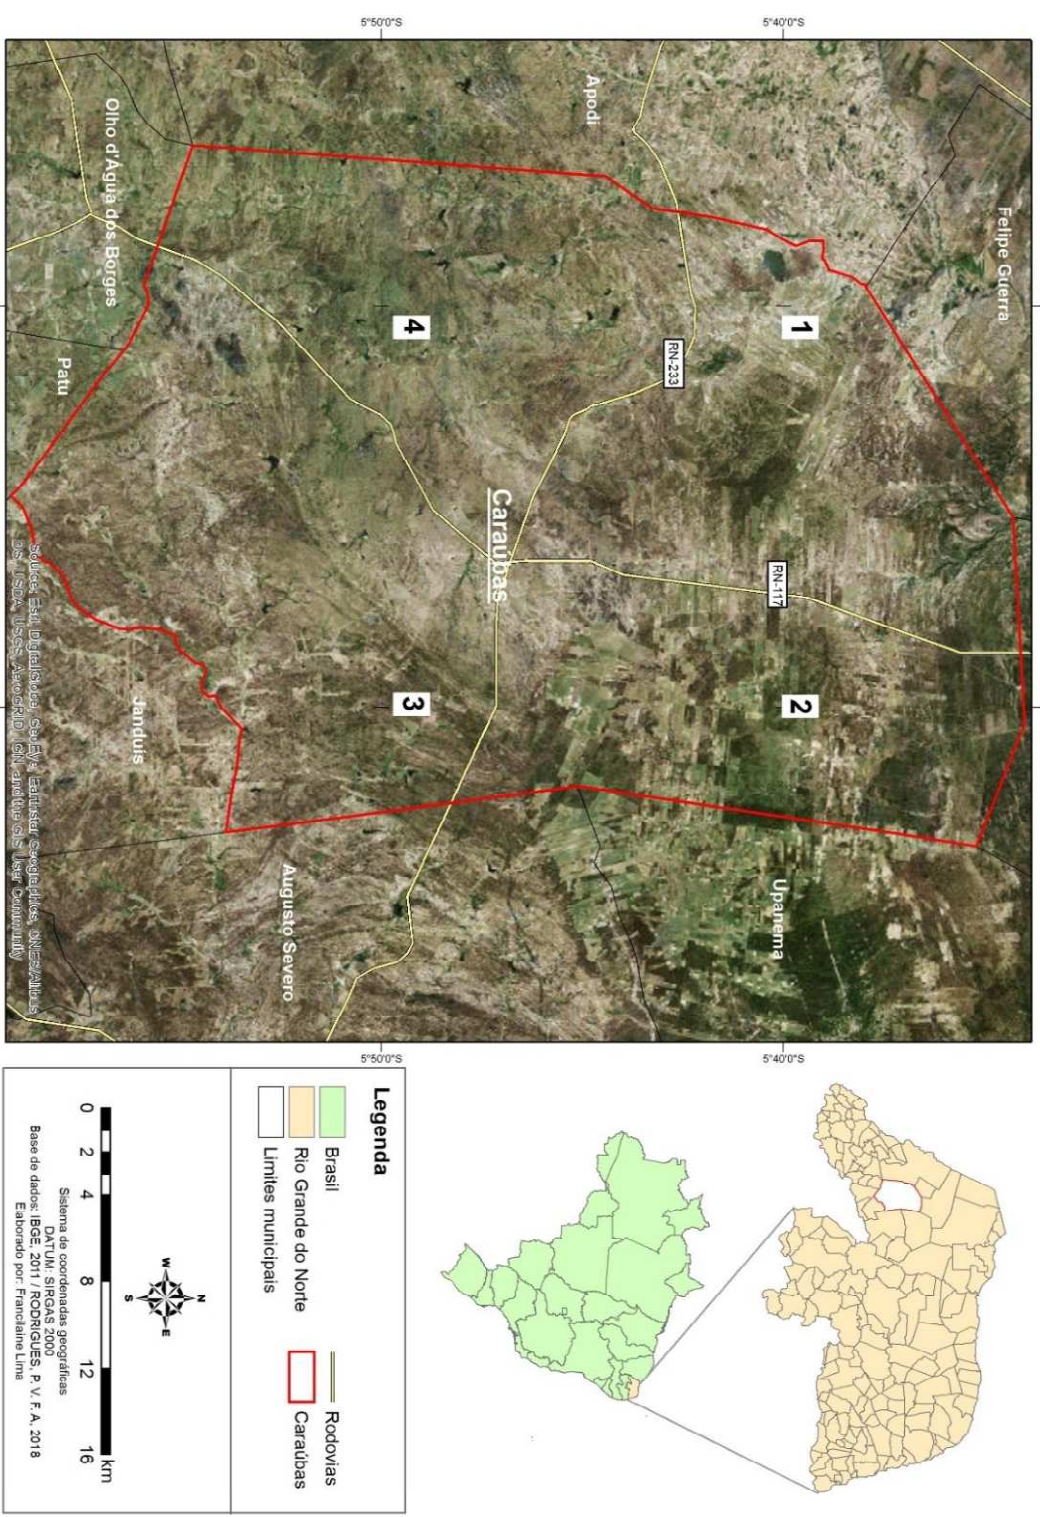 5°50'0"S
5°40'0"S
Felipe Guerra
Apodi
Olho d'Água dos Borges
1
4
RN-233
Patu
Caraúbas
RN-117
2
3
Janduís
Upanema
Augusto Severo
Source: Esri, DigitalGlobe, GeoEye, Earthstar Geographics, CNES/Airbus
DS, USDA, USGS, AeroGRID, IGN, and the GIS User Community
5°50'0"S
5°40'0"S
Legenda
Brasil
Rio Grande do Norte
Limites municipais
Rodovias
Caraúbas
N
W
E
S
0 2 4 8 12 16
km
Sistema de coordenadas geográficas
DATUM: SIRGAS 2000
Base de dados: IBGE, 2011 / RODRIGUES, P. V. F. A, 2018
Elaborado por: Francilaine Lima